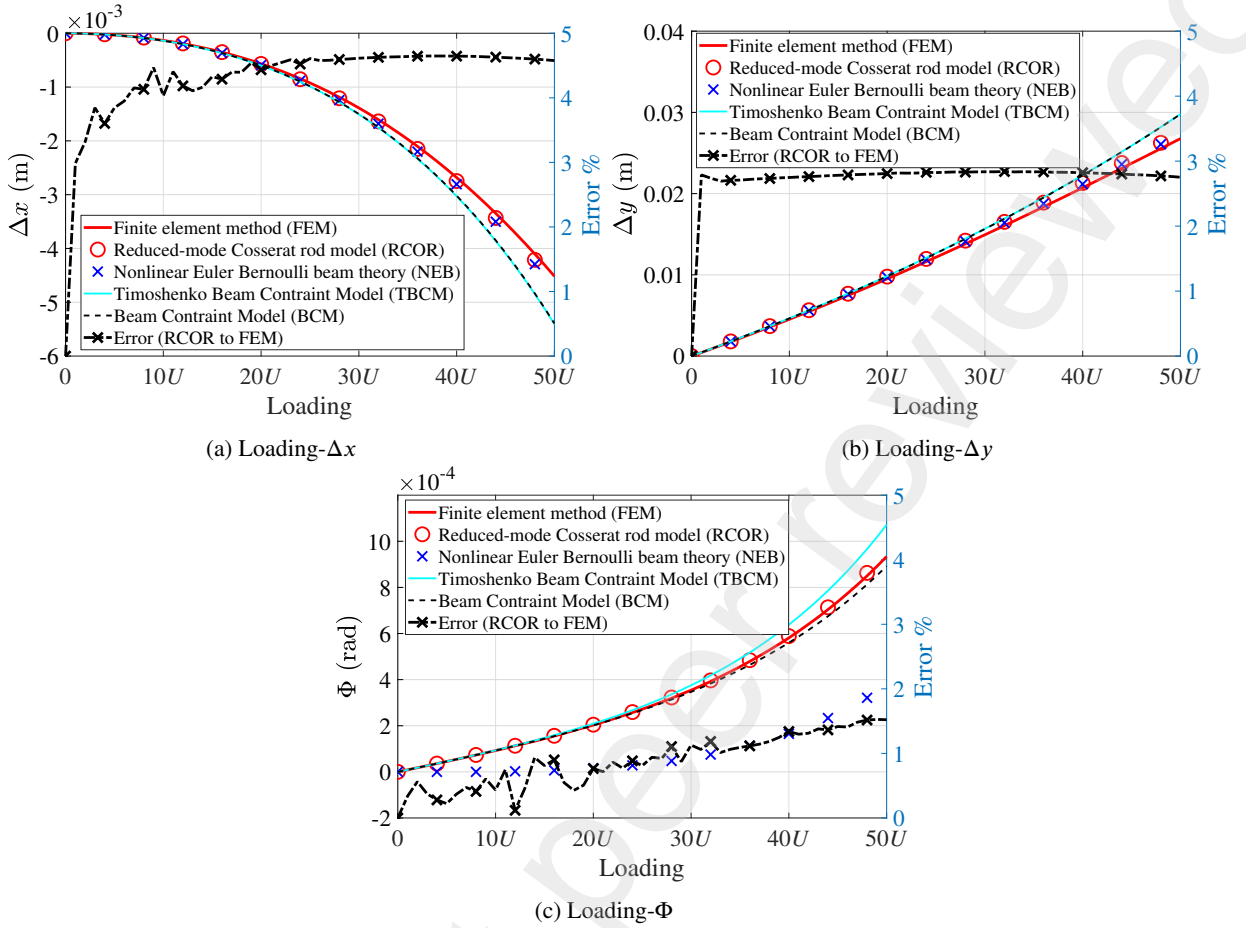 ×10⁻³
0
-1
-2
-3
-4
-5
-6
Δx (m)
5
4
3
2
1
0
Error %
Finite element method (FEM)
Reduced-mode Cosserat rod model (RCOR)
Nonlinear Euler Bernoulli beam theory (NEB)
Timoshenko Beam Contraint Model (TBCM)
Beam Contraint Model (BCM)
Error (RCOR to FEM)
0 10U 20U 30U 40U 50U
Loading
(a) Loading-Δx
0.04
0.03
0.02
0.01
0
Δy (m)
5
4
3
2
1
0
Error %
Finite element method (FEM)
Reduced-mode Cosserat rod model (RCOR)
Nonlinear Euler Bernoulli beam theory (NEB)
Timoshenko Beam Contraint Model (TBCM)
Beam Contraint Model (BCM)
Error (RCOR to FEM)
0 10U 20U 30U 40U 50U
Loading
(b) Loading-Δy
×10⁻⁴
10
8
6
4
2
0
-2
Φ (rad)
5
4
3
2
1
0
Error %
Finite element method (FEM)
Reduced-mode Cosserat rod model (RCOR)
Nonlinear Euler Bernoulli beam theory (NEB)
Timoshenko Beam Contraint Model (TBCM)
Beam Contraint Model (BCM)
Error (RCOR to FEM)
0 10U 20U 30U 40U 50U
Loading
(c) Loading-Φ
peer reviewed